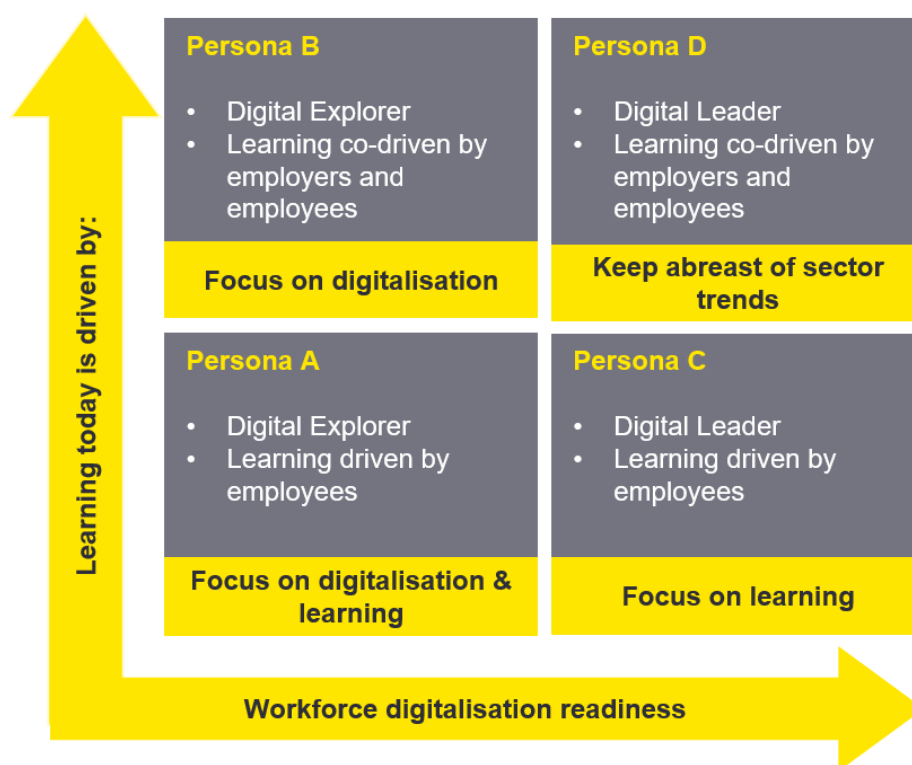 Learning today is driven by:
Persona B
• Digital Explorer
• Learning co-driven by
employers and
employees
Focus on digitalisation
Persona D
• Digital Leader
• Learning co-driven by
employers and
employees
Keep abreast of sector
trends
Persona A
• Digital Explorer
• Learning driven by
employees
Focus on digitalisation &
learning
Persona C
• Digital Leader
• Learning driven by
employees
Focus on learning
Workforce digitalisation readiness